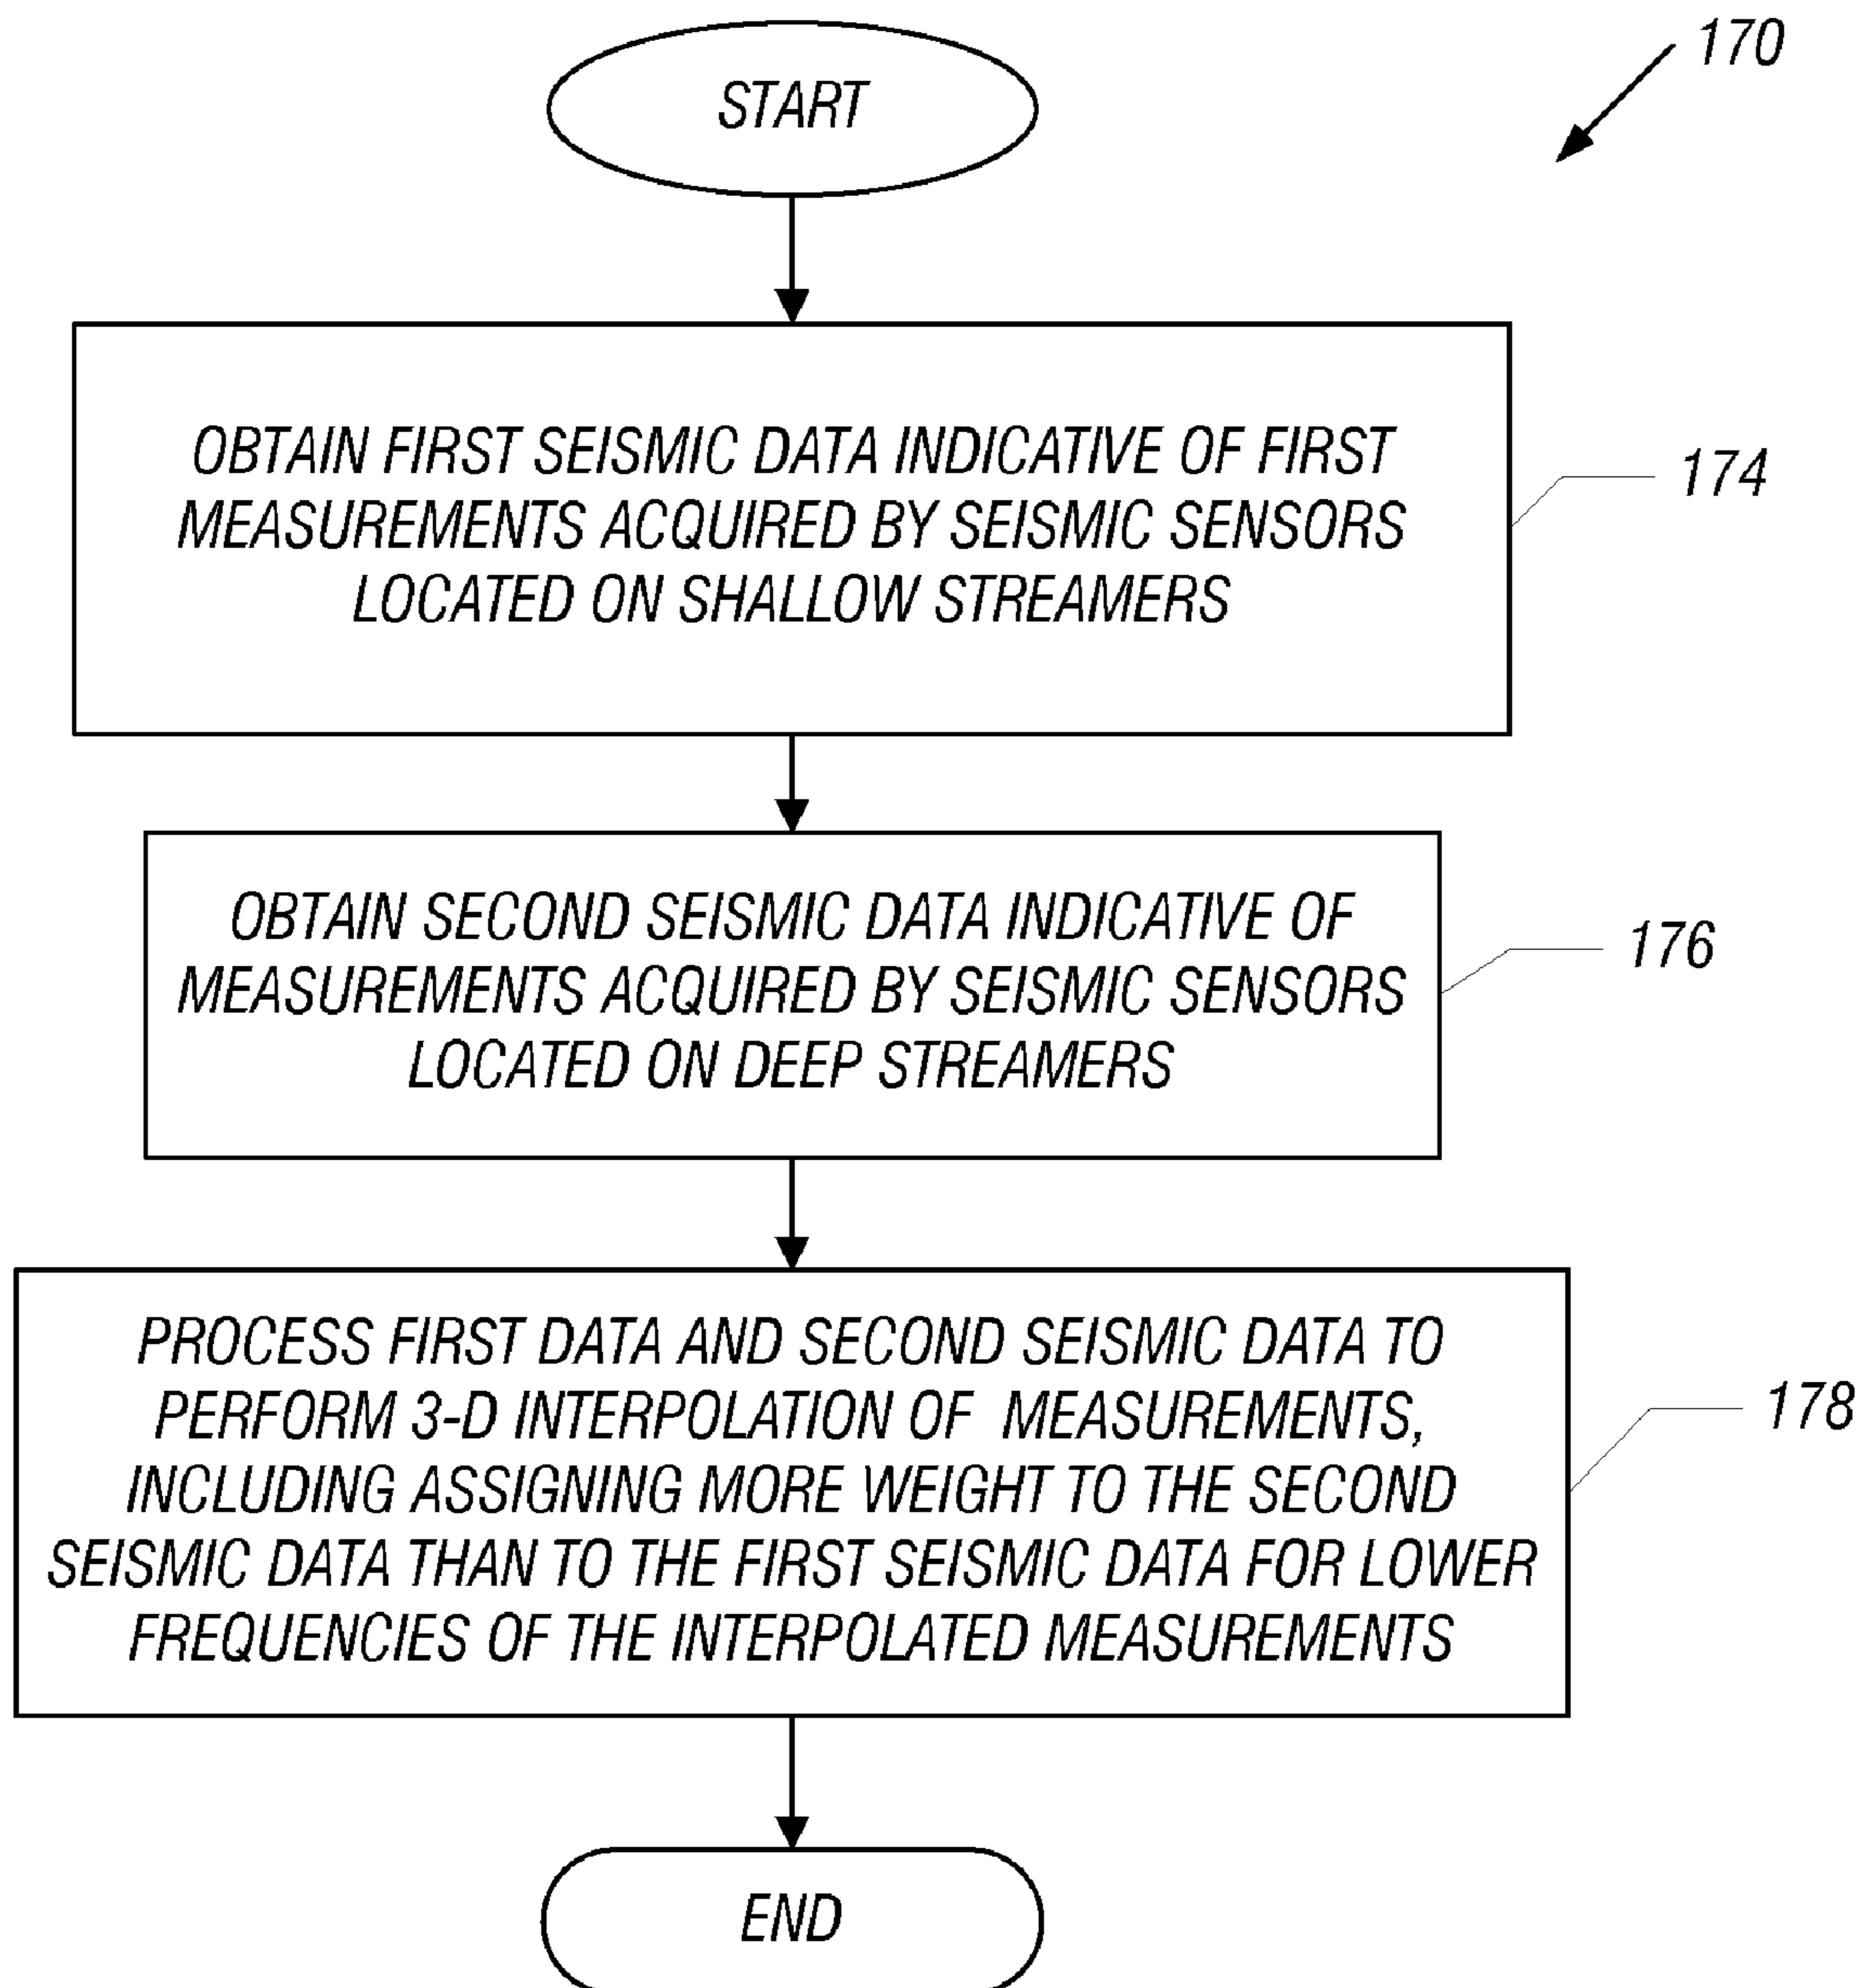 170
START
OBTAIN FIRST SEISMIC DATA INDICATIVE OF FIRST
MEASUREMENTS ACQUIRED BY SEISMIC SENSORS
LOCATED ON SHALLOW STREAMERS
174
OBTAIN SECOND SEISMIC DATA INDICATIVE OF
MEASUREMENTS ACQUIRED BY SEISMIC SENSORS
LOCATED ON DEEP STREAMERS
176
PROCESS FIRST DATA AND SECOND SEISMIC DATA TO
PERFORM 3-D INTERPOLATION OF MEASUREMENTS,
INCLUDING ASSIGNING MORE WEIGHT TO THE SECOND
SEISMIC DATA THAN TO THE FIRST SEISMIC DATA FOR LOWER
FREQUENCIES OF THE INTERPOLATED MEASUREMENTS
178
END